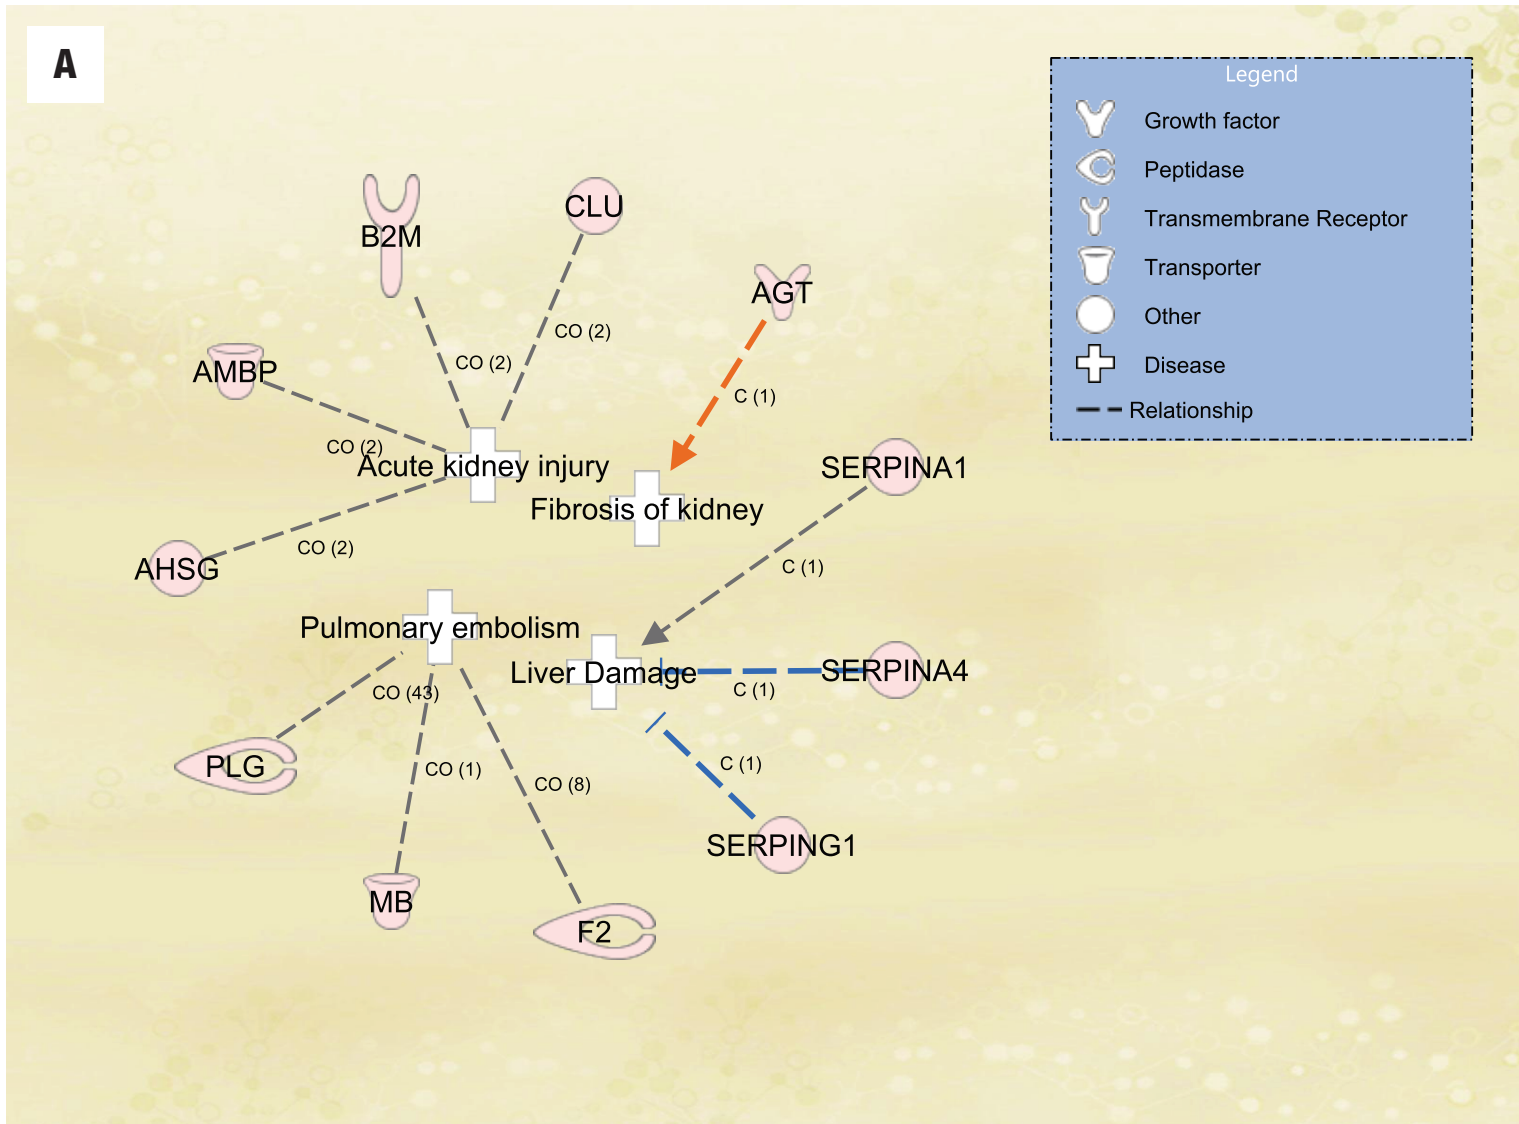 A
Legend
Growth factor
Peptidase
Transmembrane Receptor
Transporter
Other
Disease
Relationship
CLU
B2M
AGT
CO (2)
CO (2)
AMBP
C (1)
CO (2)
Acute kidney injury
SERPINA1
Fibrosis of kidney
CO (2)
AHSG
C (1)
Pulmonary embolism
Liver Damage
SERPINA4
CO (43)
C (1)
PLG
CO (1)
C (1)
CO (8)
SERPING1
MB
F2